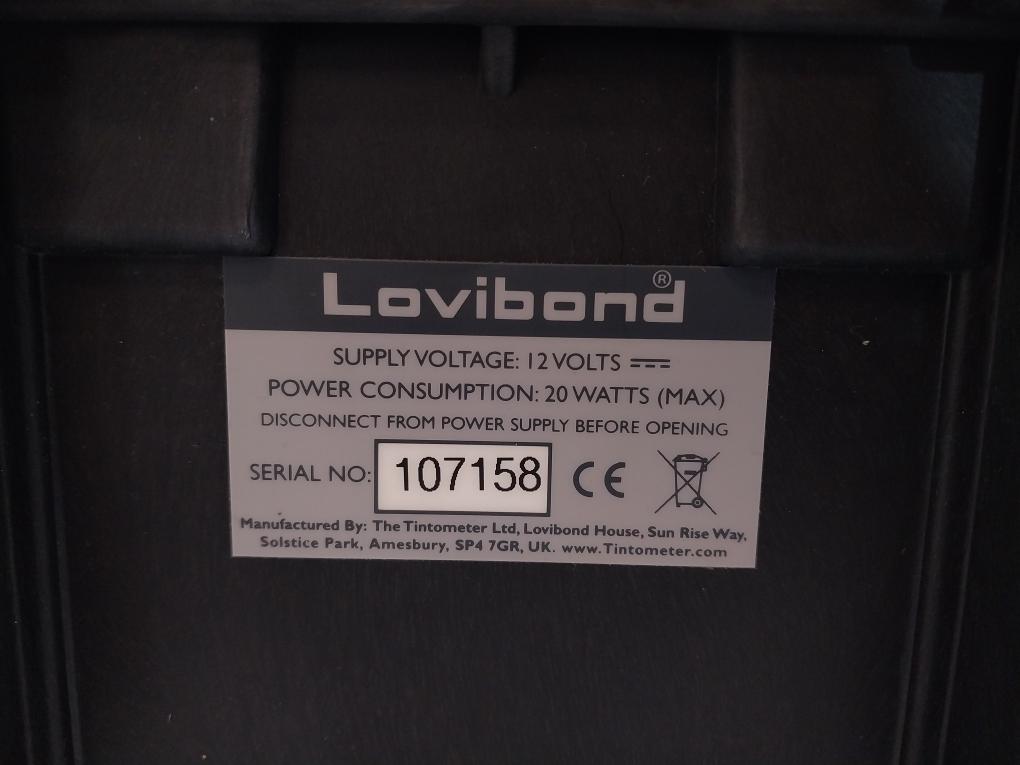 Lovibond®
SUPPLY VOLTAGE: 12 VOLTS ⎓
POWER CONSUMPTION: 20 WATTS (MAX)
DISCONNECT FROM POWER SUPPLY BEFORE OPENING
SERIAL NO: 107158 CE
Manufactured By: The Tintometer Ltd, Lovibond House, Sun Rise Way,
Solstice Park, Amesbury, SP4 7GR, UK. www.Tintometer.com